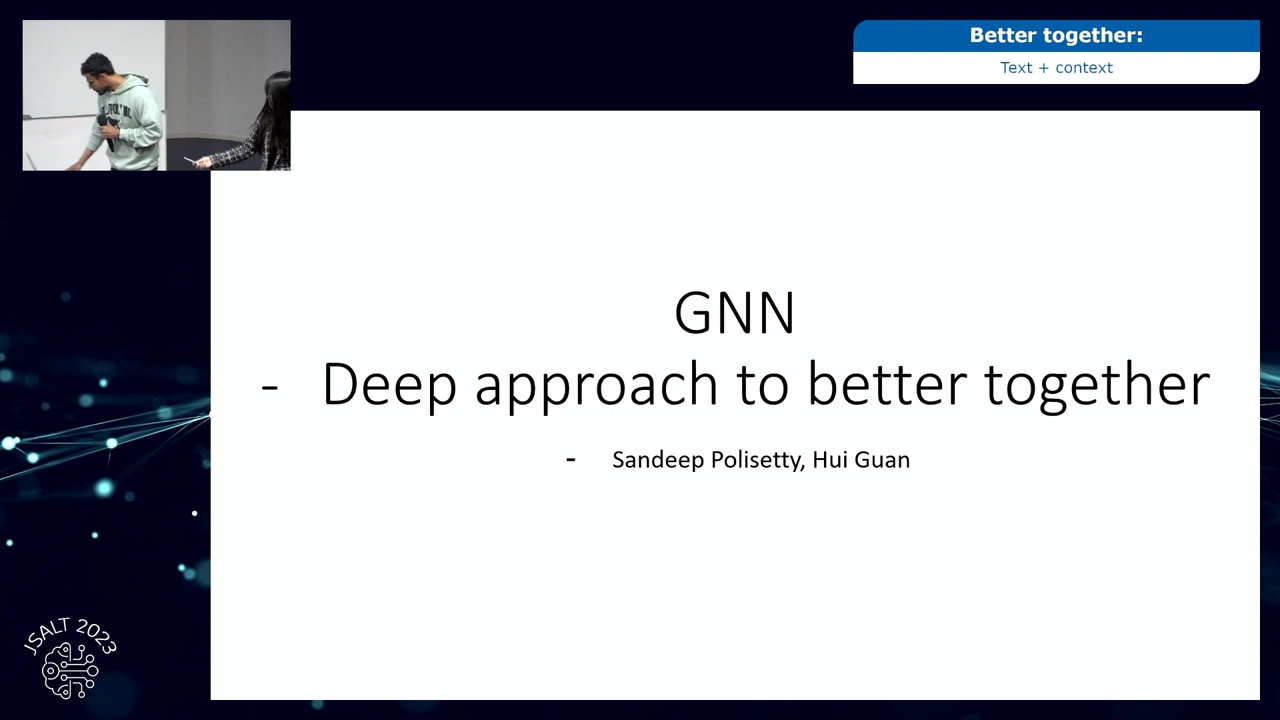 Better together:
Text + context
GNN
- Deep approach to better together
- Sandeep Polisetty, Hui Guan
JSALT 2023